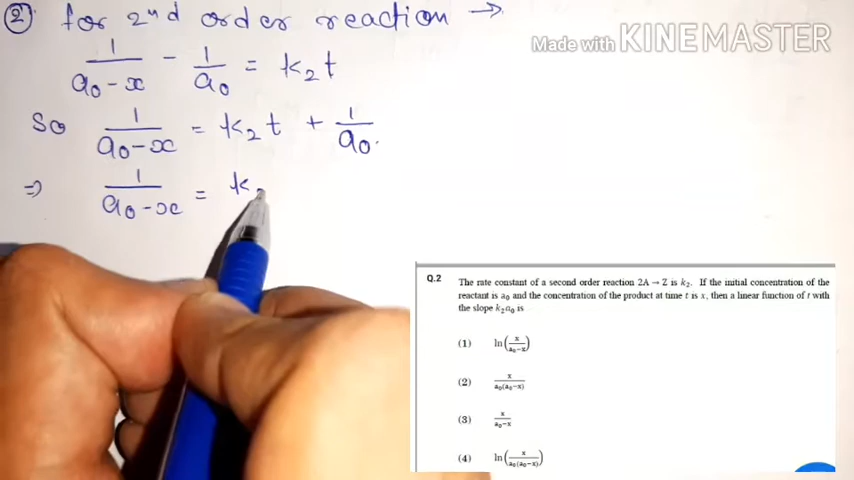 ② for 2nd order reaction →
Made with KINEMASTER
1/(a₀-x) - 1/a₀ = k₂t
So 1/(a₀-x) = k₂t + 1/a₀.
⇒ 1/(a₀-x) = k₂
Q.2 The rate constant of a second order reaction 2A → Z is k₂. If the initial concentration of the
reactant is a₀ and the concentration of the product at time t is x, then a linear function of t with
the slope k₂a₀ is
(1) ln(x/(a₀-x))
(2) x/(a₀(a₀-x))
(3) x/(a₀-x)
(4) ln(x/(a₀(a₀-x)))